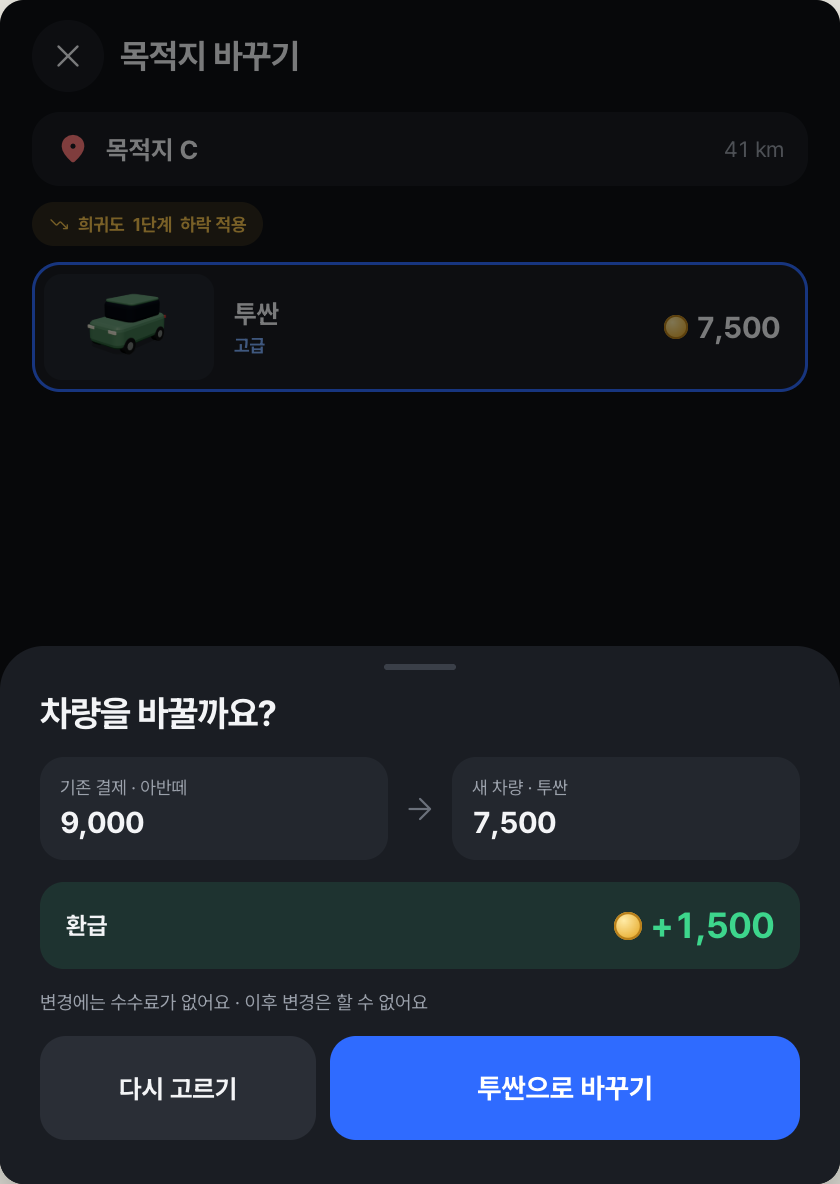 목적지 바꾸기
목적지 C
41 km
희귀도 1단계 하락 적용
투싼
고급
7,500
차량을 바꿀까요?
기존 결제 · 아반떼
9,000
새 차량 · 투싼
7,500
환급
+1,500
변경에는 수수료가 없어요 · 이후 변경은 할 수 없어요
다시 고르기
투싼으로 바꾸기